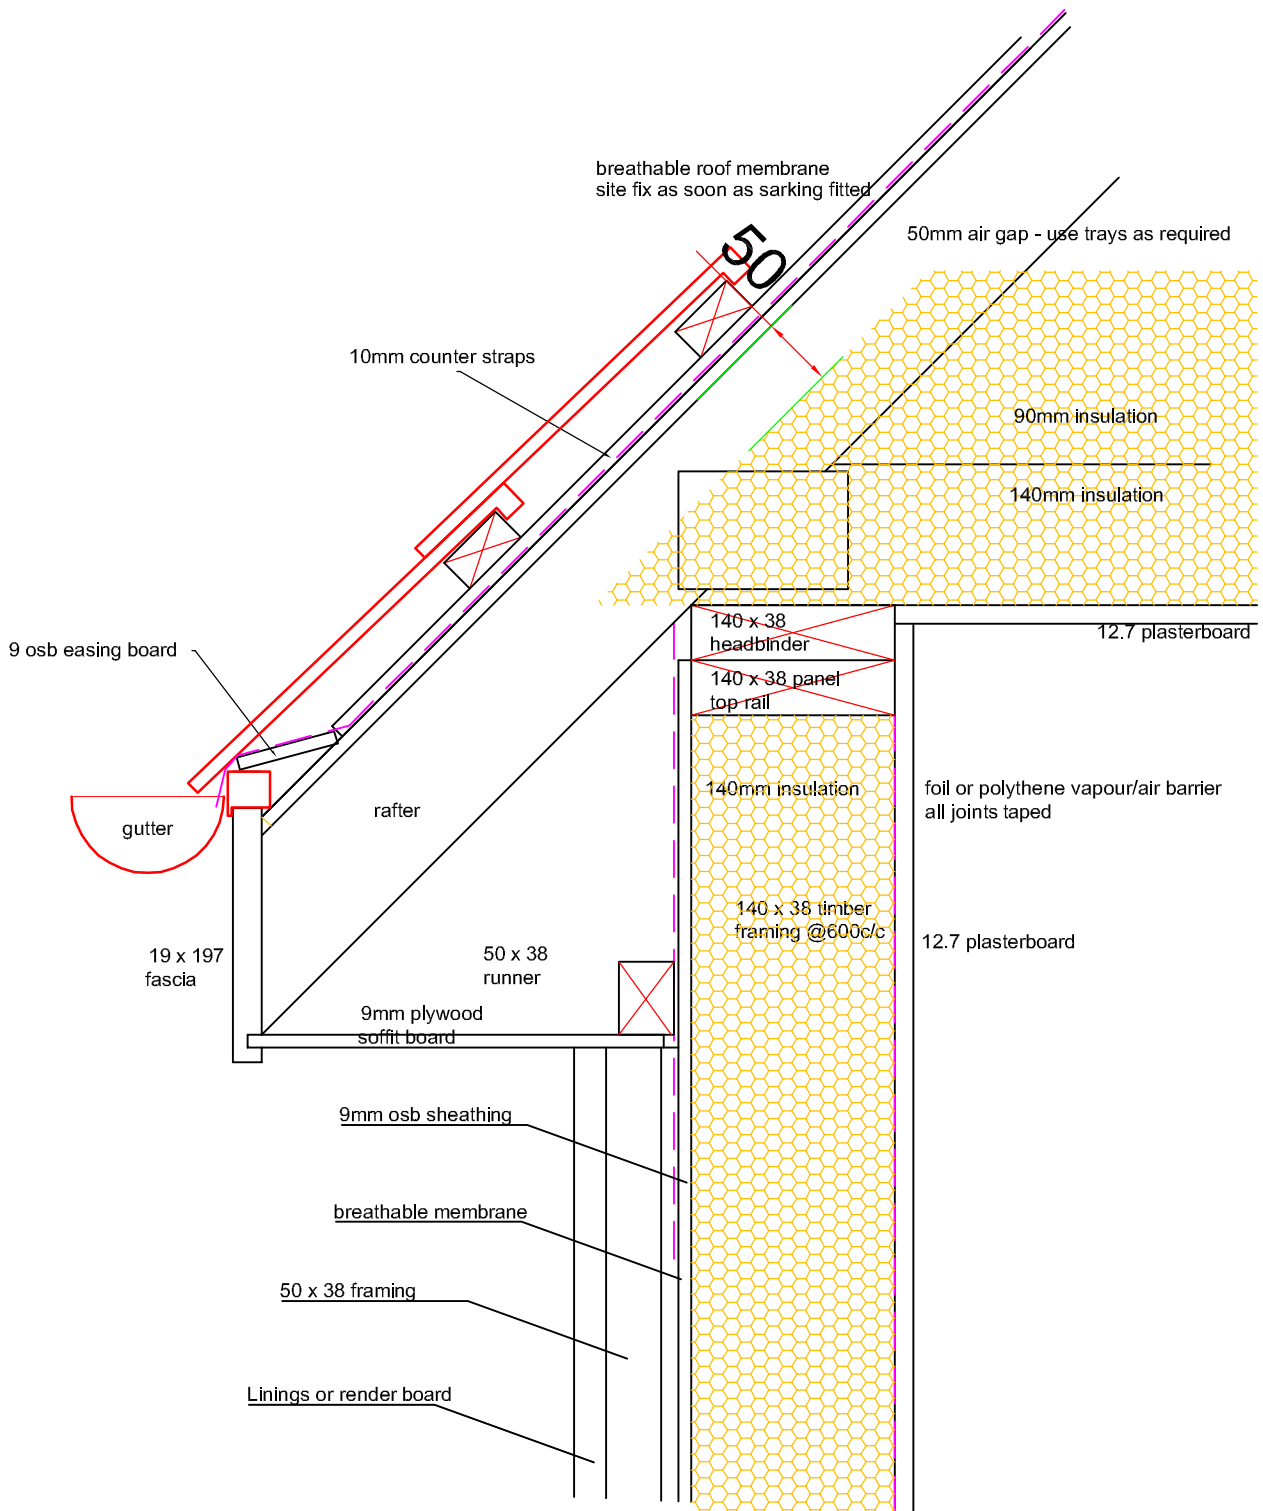 breathable roof membrane
site fix as soon as sarking fitted
50mm air gap - use trays as required
50
10mm counter straps
90mm insulation
140mm insulation
140 x 38
headbinder
12.7 plasterboard
9 osb easing board
140 x 38 panel
top rail
140mm insulation
foil or polythene vapour/air barrier
all joints taped
rafter
gutter
140 x 38 timber
framing @600c/c
12.7 plasterboard
19 x 197
fascia
50 x 38
runner
9mm plywood
soffit board
9mm osb sheathing
breathable membrane
50 x 38 framing
Linings or render board